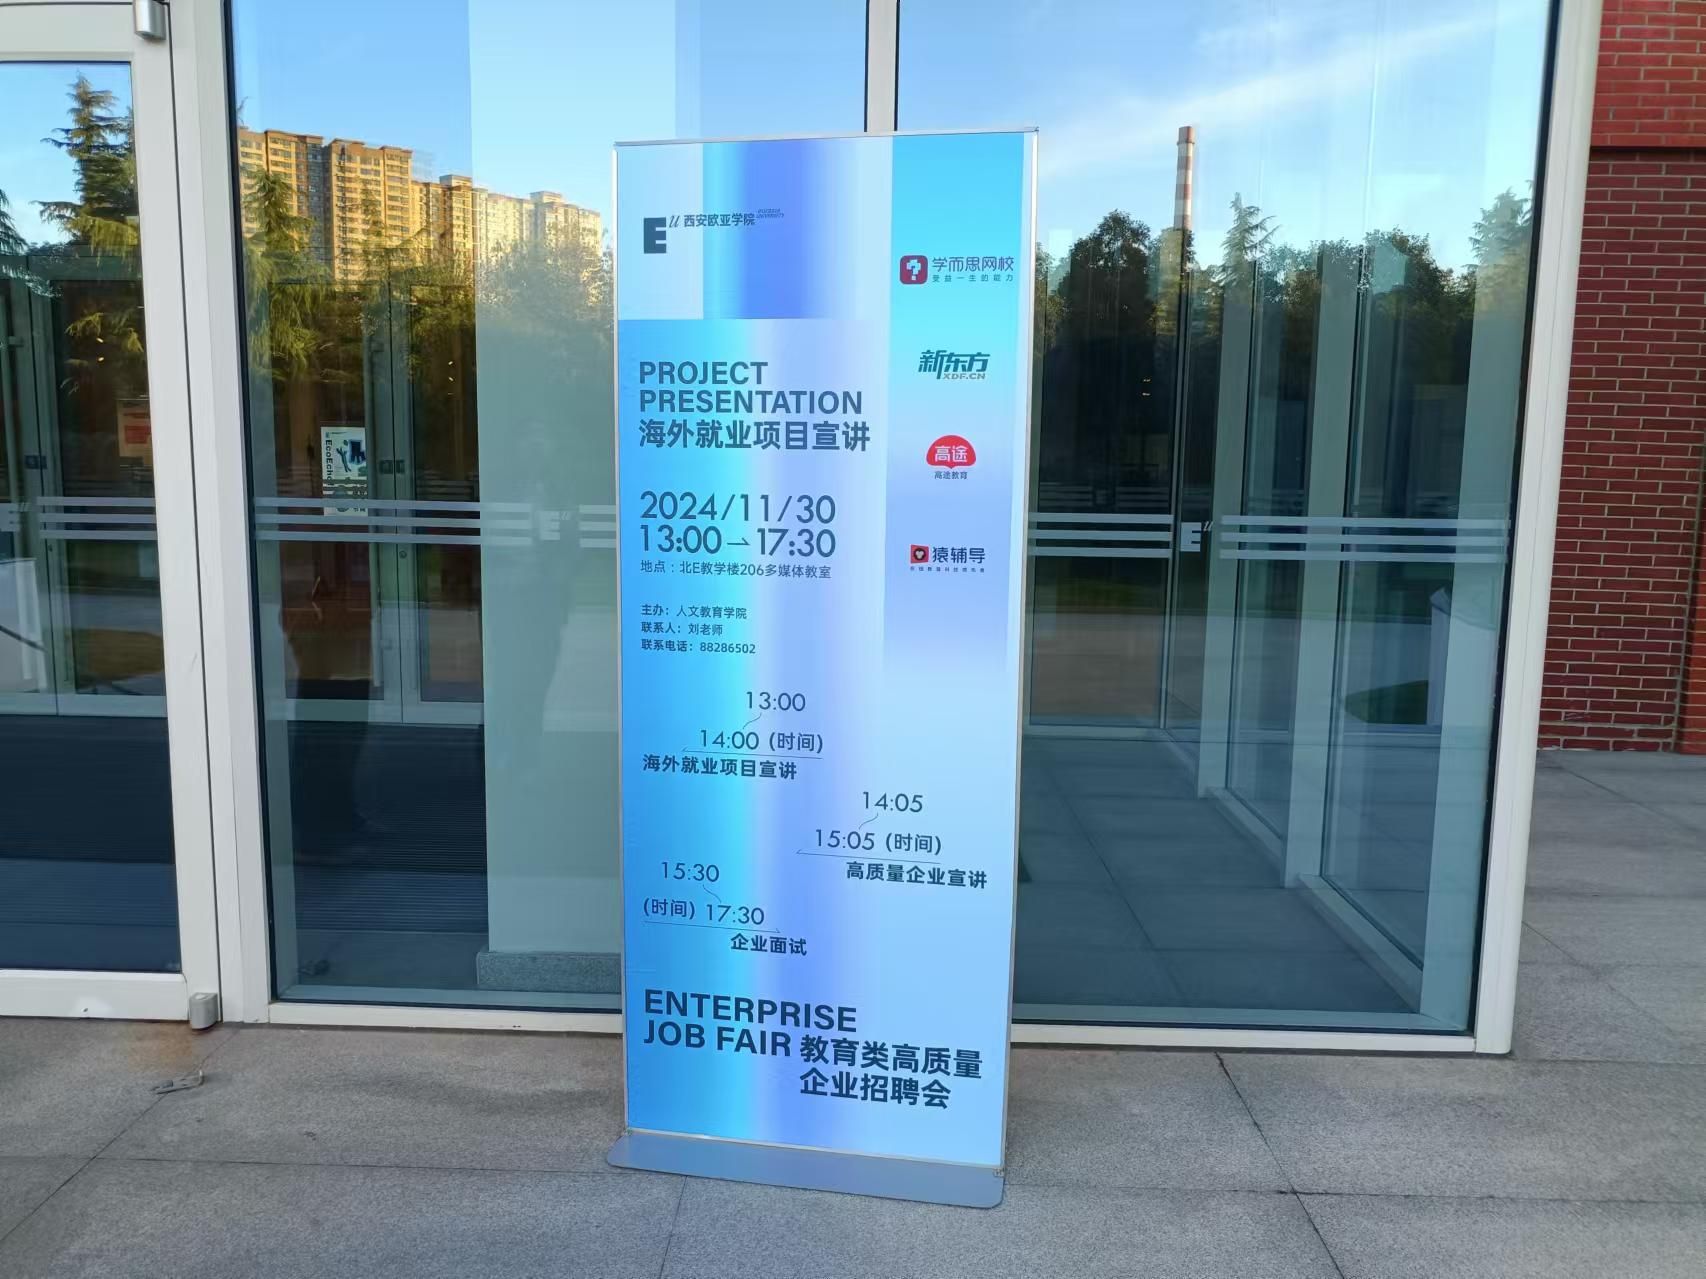 Eu 西安欧亚学院 EURASIA UNIVERSITY
学而思网校
受益一生的能力
新东方
XDF.CN
高途
高途教育
猿辅导
PROJECT
PRESENTATION
海外就业项目宣讲
2024/11/30
13:00→17:30
地点：北E教学楼206多媒体教室
主办：人文教育学院
联系人：刘老师
联系电话：88286502
13:00
14:00 (时间)
海外就业项目宣讲
14:05
15:05 (时间)
高质量企业宣讲
15:30
(时间) 17:30
企业面试
ENTERPRISE
JOB FAIR 教育类高质量
企业招聘会
EcoEcho